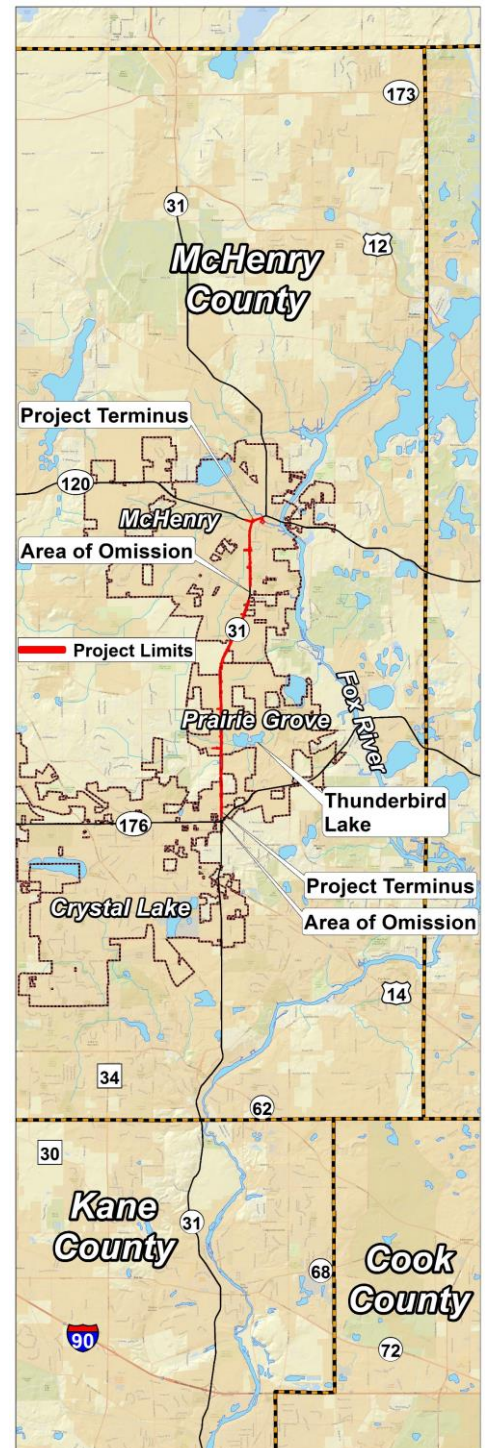 173
31
12
McHenry
County
Project Terminus
120
McHenry
Area of Omission
31
Project Limits
Prairie Grove
Fox River
Thunderbird
Lake
176
Project Terminus
Area of Omission
Crystal Lake
14
34
62
30
Kane
County
31
68
Cook
County
90
72